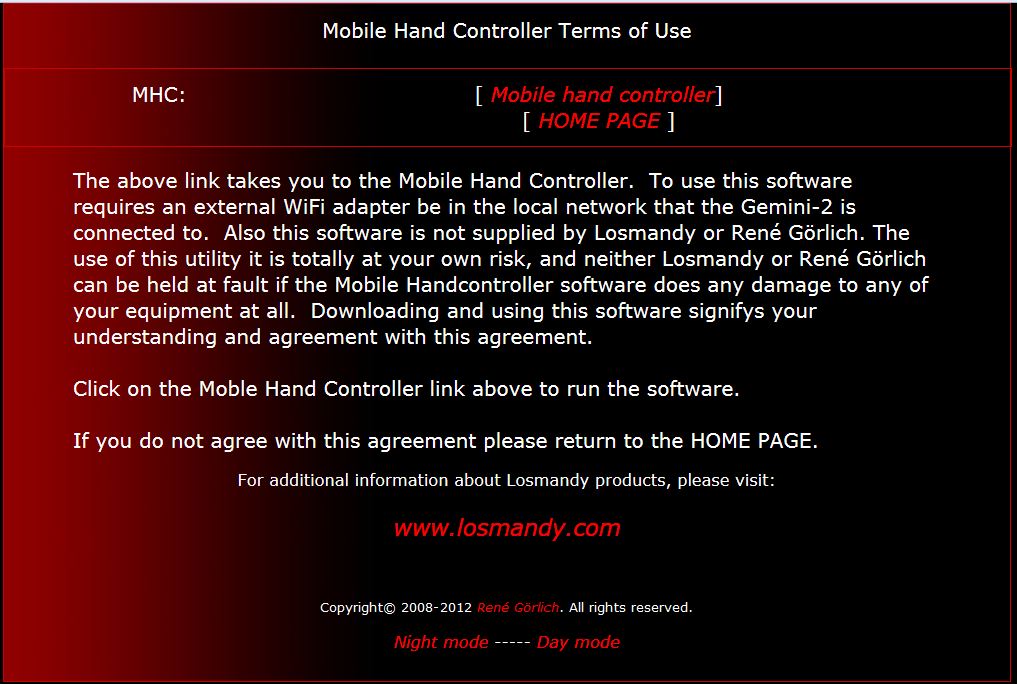 Mobile Hand Controller Terms of Use
MHC: [ Mobile hand controller]
[ HOME PAGE ]
The above link takes you to the Mobile Hand Controller.  To use this software
requires an external WiFi adapter be in the local network that the Gemini-2 is
connected to.  Also this software is not supplied by Losmandy or René Görlich. The
use of this utility it is totally at your own risk, and neither Losmandy or René Görlich
can be held at fault if the Mobile Handcontroller software does any damage to any of
your equipment at all.  Downloading and using this software signifys your
understanding and agreement with this agreement.
Click on the Moble Hand Controller link above to run the software.
If you do not agree with this agreement please return to the HOME PAGE.
For additional information about Losmandy products, please visit:
www.losmandy.com
Copyright© 2008-2012 René Görlich. All rights reserved.
Night mode ----- Day mode